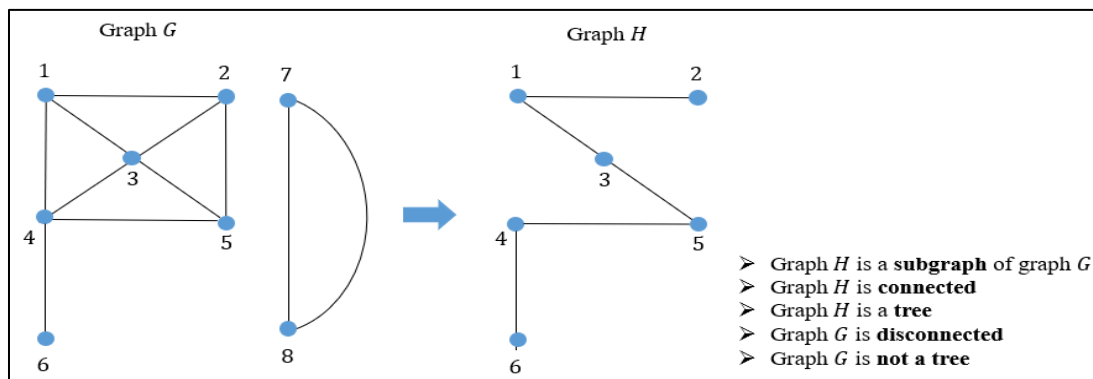 Graph G
Graph H
1
2
7
1
2
3
3
4
5
4
5
8
6
6
➢ Graph H is a subgraph of graph G
➢ Graph H is connected
➢ Graph H is a tree
➢ Graph G is disconnected
➢ Graph G is not a tree